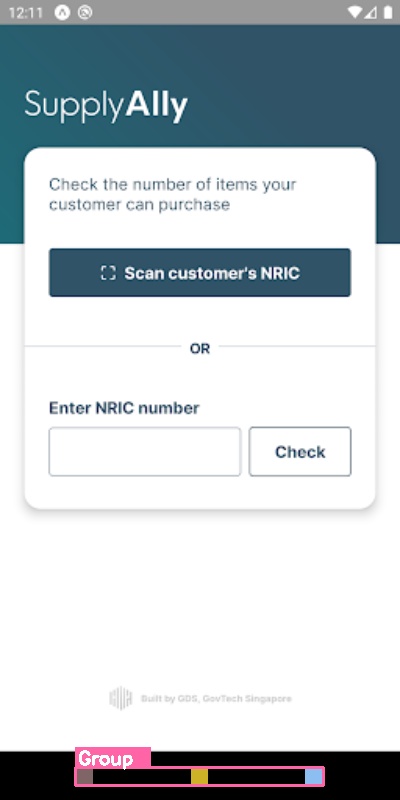 12:11
SupplyAlly
Check the number of items your
customer can purchase
Scan customer's NRIC
OR
Enter NRIC number
Check
Built by GDS, GovTech Singapore
Group